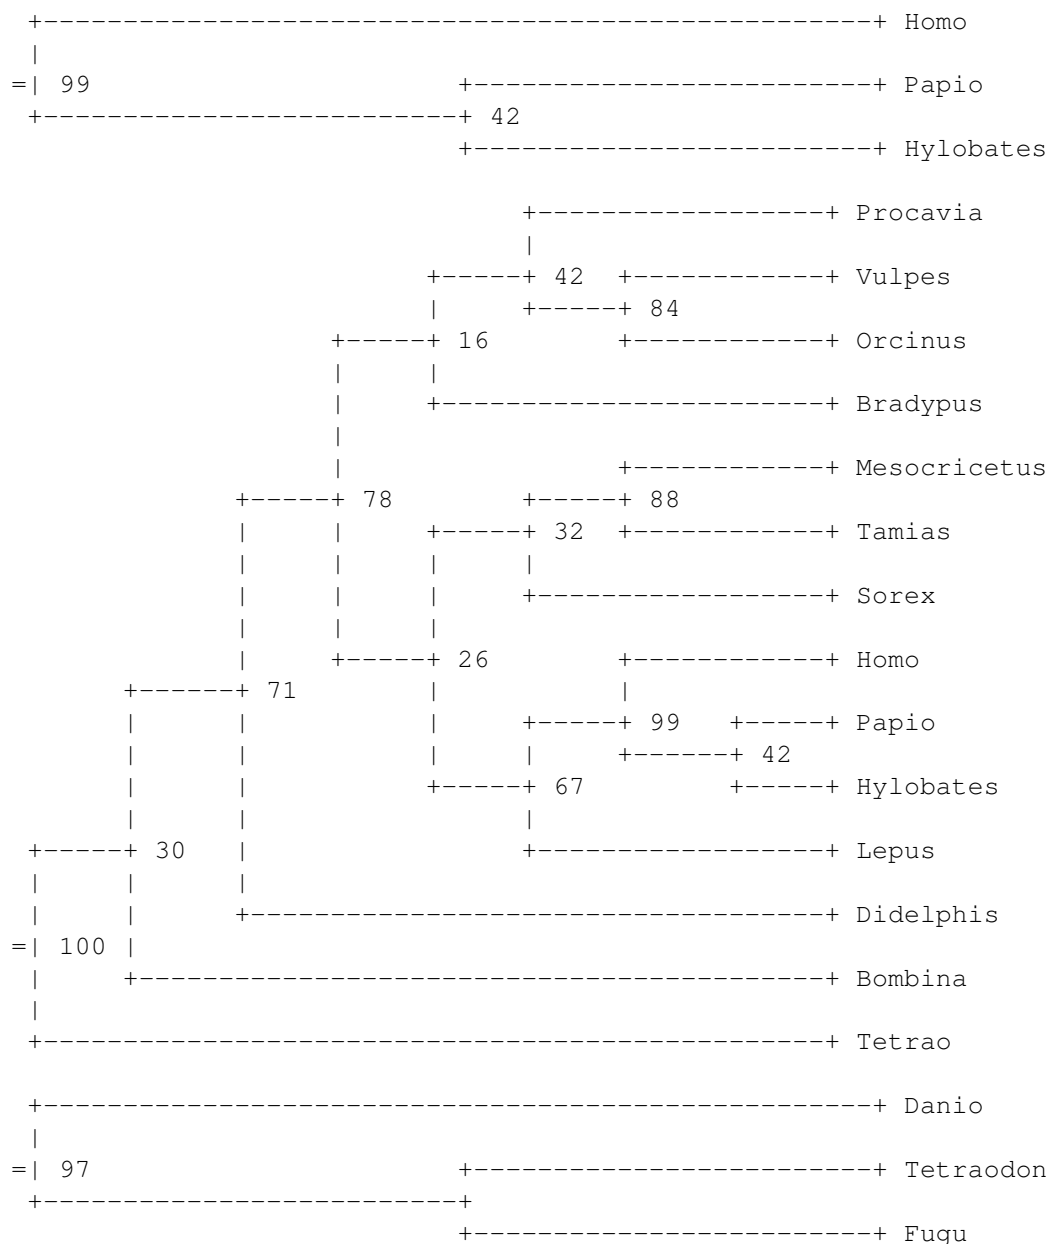 +----------------------------------------------------+ Homo
|
=| 99                       +-------------------------+ Papio
+--------------------------+ 42
+-------------------------+ Hylobates
+------------------+ Procavia
|
+-----+ 42  +------------+ Vulpes
|     +-----+ 84
+-----+ 16        +------------+ Orcinus
|     |
|     +------------------------+ Bradypus
|
|                 +------------+ Mesocricetus
+-----+ 78        +-----+ 88
|     |     +-----+ 32  +------------+ Tamias
|     |     |     |
|     |     |     +------------------+ Sorex
|     |     |
|     +-----+ 26        +------------+ Homo
+------+ 71        |           |
|      |           |     +-----+ 99   +-----+ Papio
|      |           |     |     +------+ 42
|      |           +-----+ 67         +-----+ Hylobates
|      |                 |
+-----+ 30   |                 +------------------+ Lepus
|     |      |
|     |      +------------------------------------+ Didelphis
=| 100 |
|     +-------------------------------------------+ Bombina
|
+-------------------------------------------------+ Tetrao
+----------------------------------------------------+ Danio
|
=| 97                       +-------------------------+ Tetraodon
+--------------------------+
+-------------------------+ Fugu